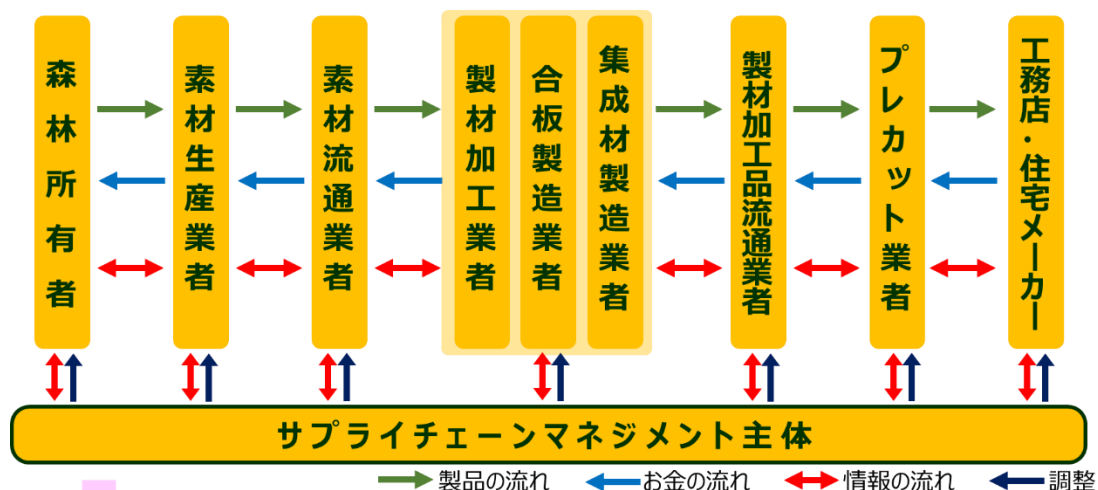 森林所有者
素材生産業者
素材流通業者
製材加工業者
合板製造業者
集成材製造業者
製材加工品流通業者
プレカット業者
工務店・住宅メーカー
サプライチェーンマネジメント主体
製品の流れ
お金の流れ
情報の流れ
調整